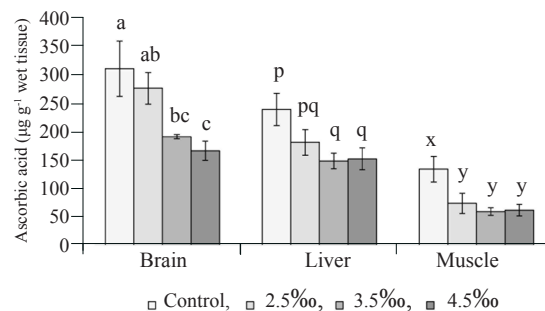 Ascorbic acid (µg g-1 wet tissue)
400
350
300
250
200
150
100
50
0
a
ab
bc
c
p
pq
q
q
x
y
y
y
Brain
Liver
Muscle
Control, 2.5‰, 3.5‰, 4.5‰